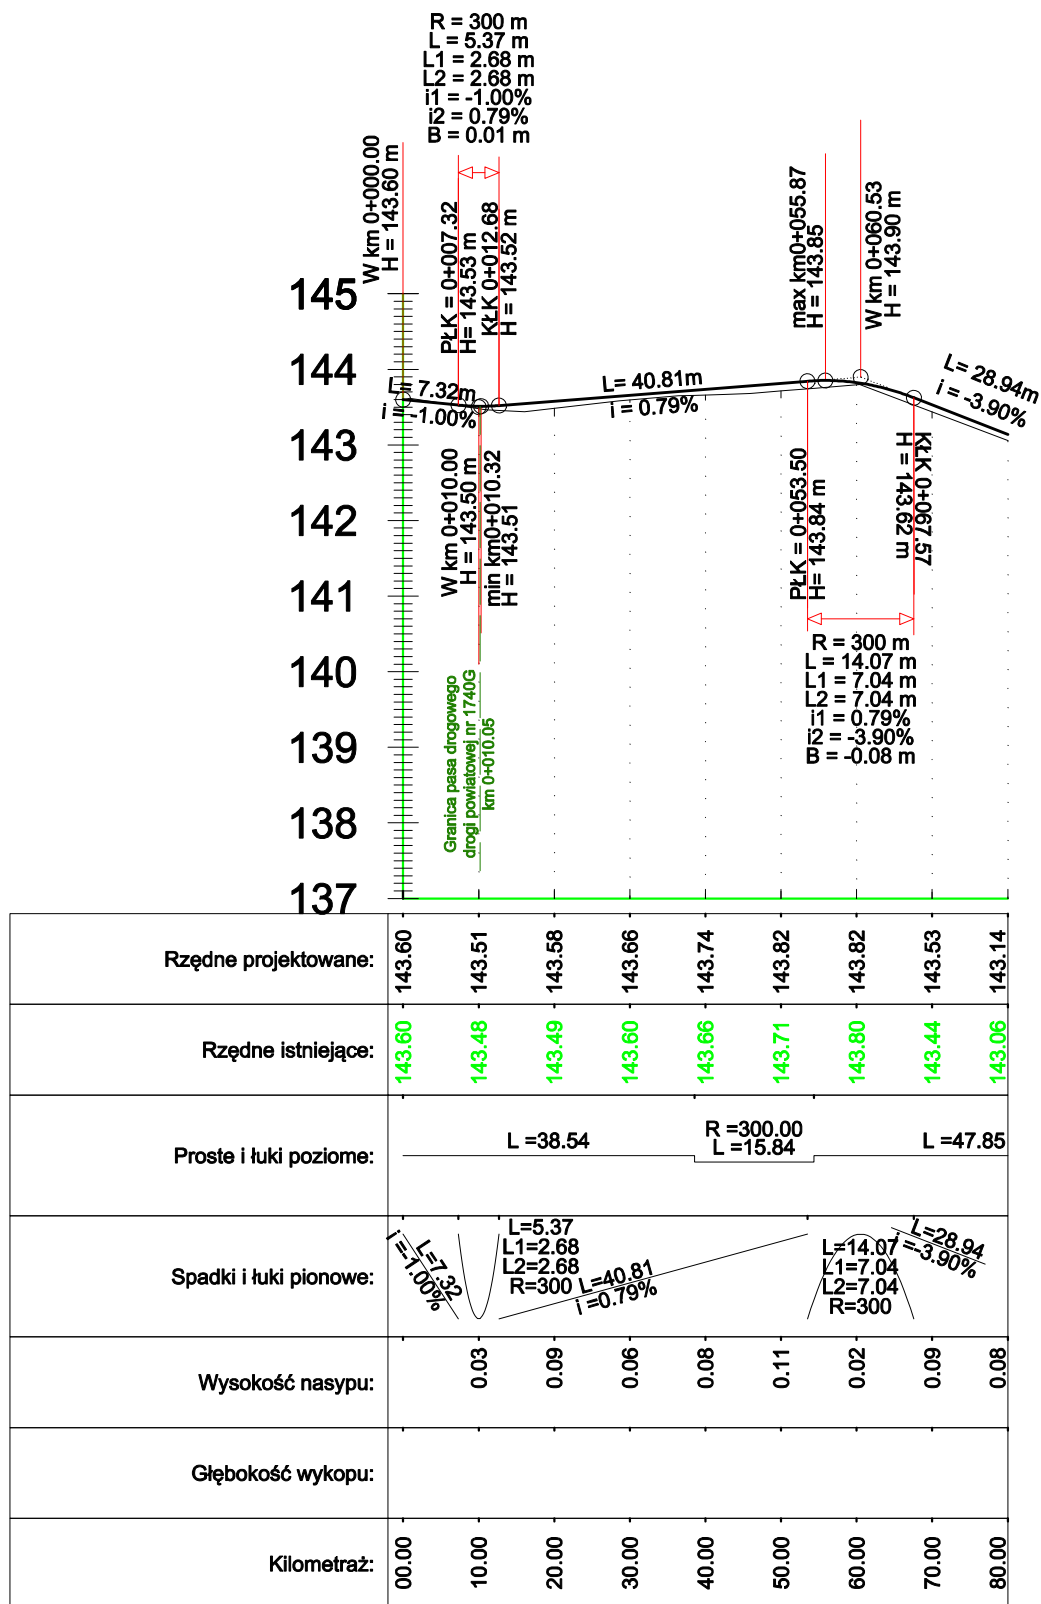 R = 300 m
L = 5.37 m
L1 = 2.68 m
L2 = 2.68 m
i1 = -1.00%
i2 = 0.79%
B = 0.01 m
W km 0+000.00
H = 143.60 m
PŁK = 0+007.32
H= 143.53 m
KŁK 0+012.68
H = 143.52 m
max km0+055.87
H = 143.85
W km 0+060.53
H = 143.90 m
145
144
143
142
141
140
139
138
137
L= 7.32m
i = -1.00%
L= 40.81m
i = 0.79%
L= 28.94m
i = -3.90%
W km 0+010.00
H = 143.50 m
min km0+010.32
H = 143.51
PŁK = 0+053.50
H= 143.84 m
KŁK 0+067.57
H = 143.62 m
R = 300 m
L = 14.07 m
L1 = 7.04 m
L2 = 7.04 m
i1 = 0.79%
i2 = -3.90%
B = -0.08 m
Granica pasa drogowego
drogi powiatowej nr 1740G
km 0+010.05
Rzędne projektowane: 143.60 143.51 143.58 143.66 143.74 143.82 143.82 143.53 143.14
Rzędne istniejące: 143.60 143.48 143.49 143.60 143.66 143.71 143.80 143.44 143.06
Proste i łuki poziome:
L =38.54
R =300.00
L =15.84
L =47.85
Spadki i łuki pionowe:
L=7.32
i =-1.00%
L=5.37
L1=2.68
L2=2.68
R=300
L=40.81
i =0.79%
L=14.07
L1=7.04
L2=7.04
R=300
L=28.94
i =-3.90%
Wysokość nasypu: 0.03 0.09 0.06 0.08 0.11 0.02 0.09 0.08
Głębokość wykopu:
Kilometraż: 00.00 10.00 20.00 30.00 40.00 50.00 60.00 70.00 80.00